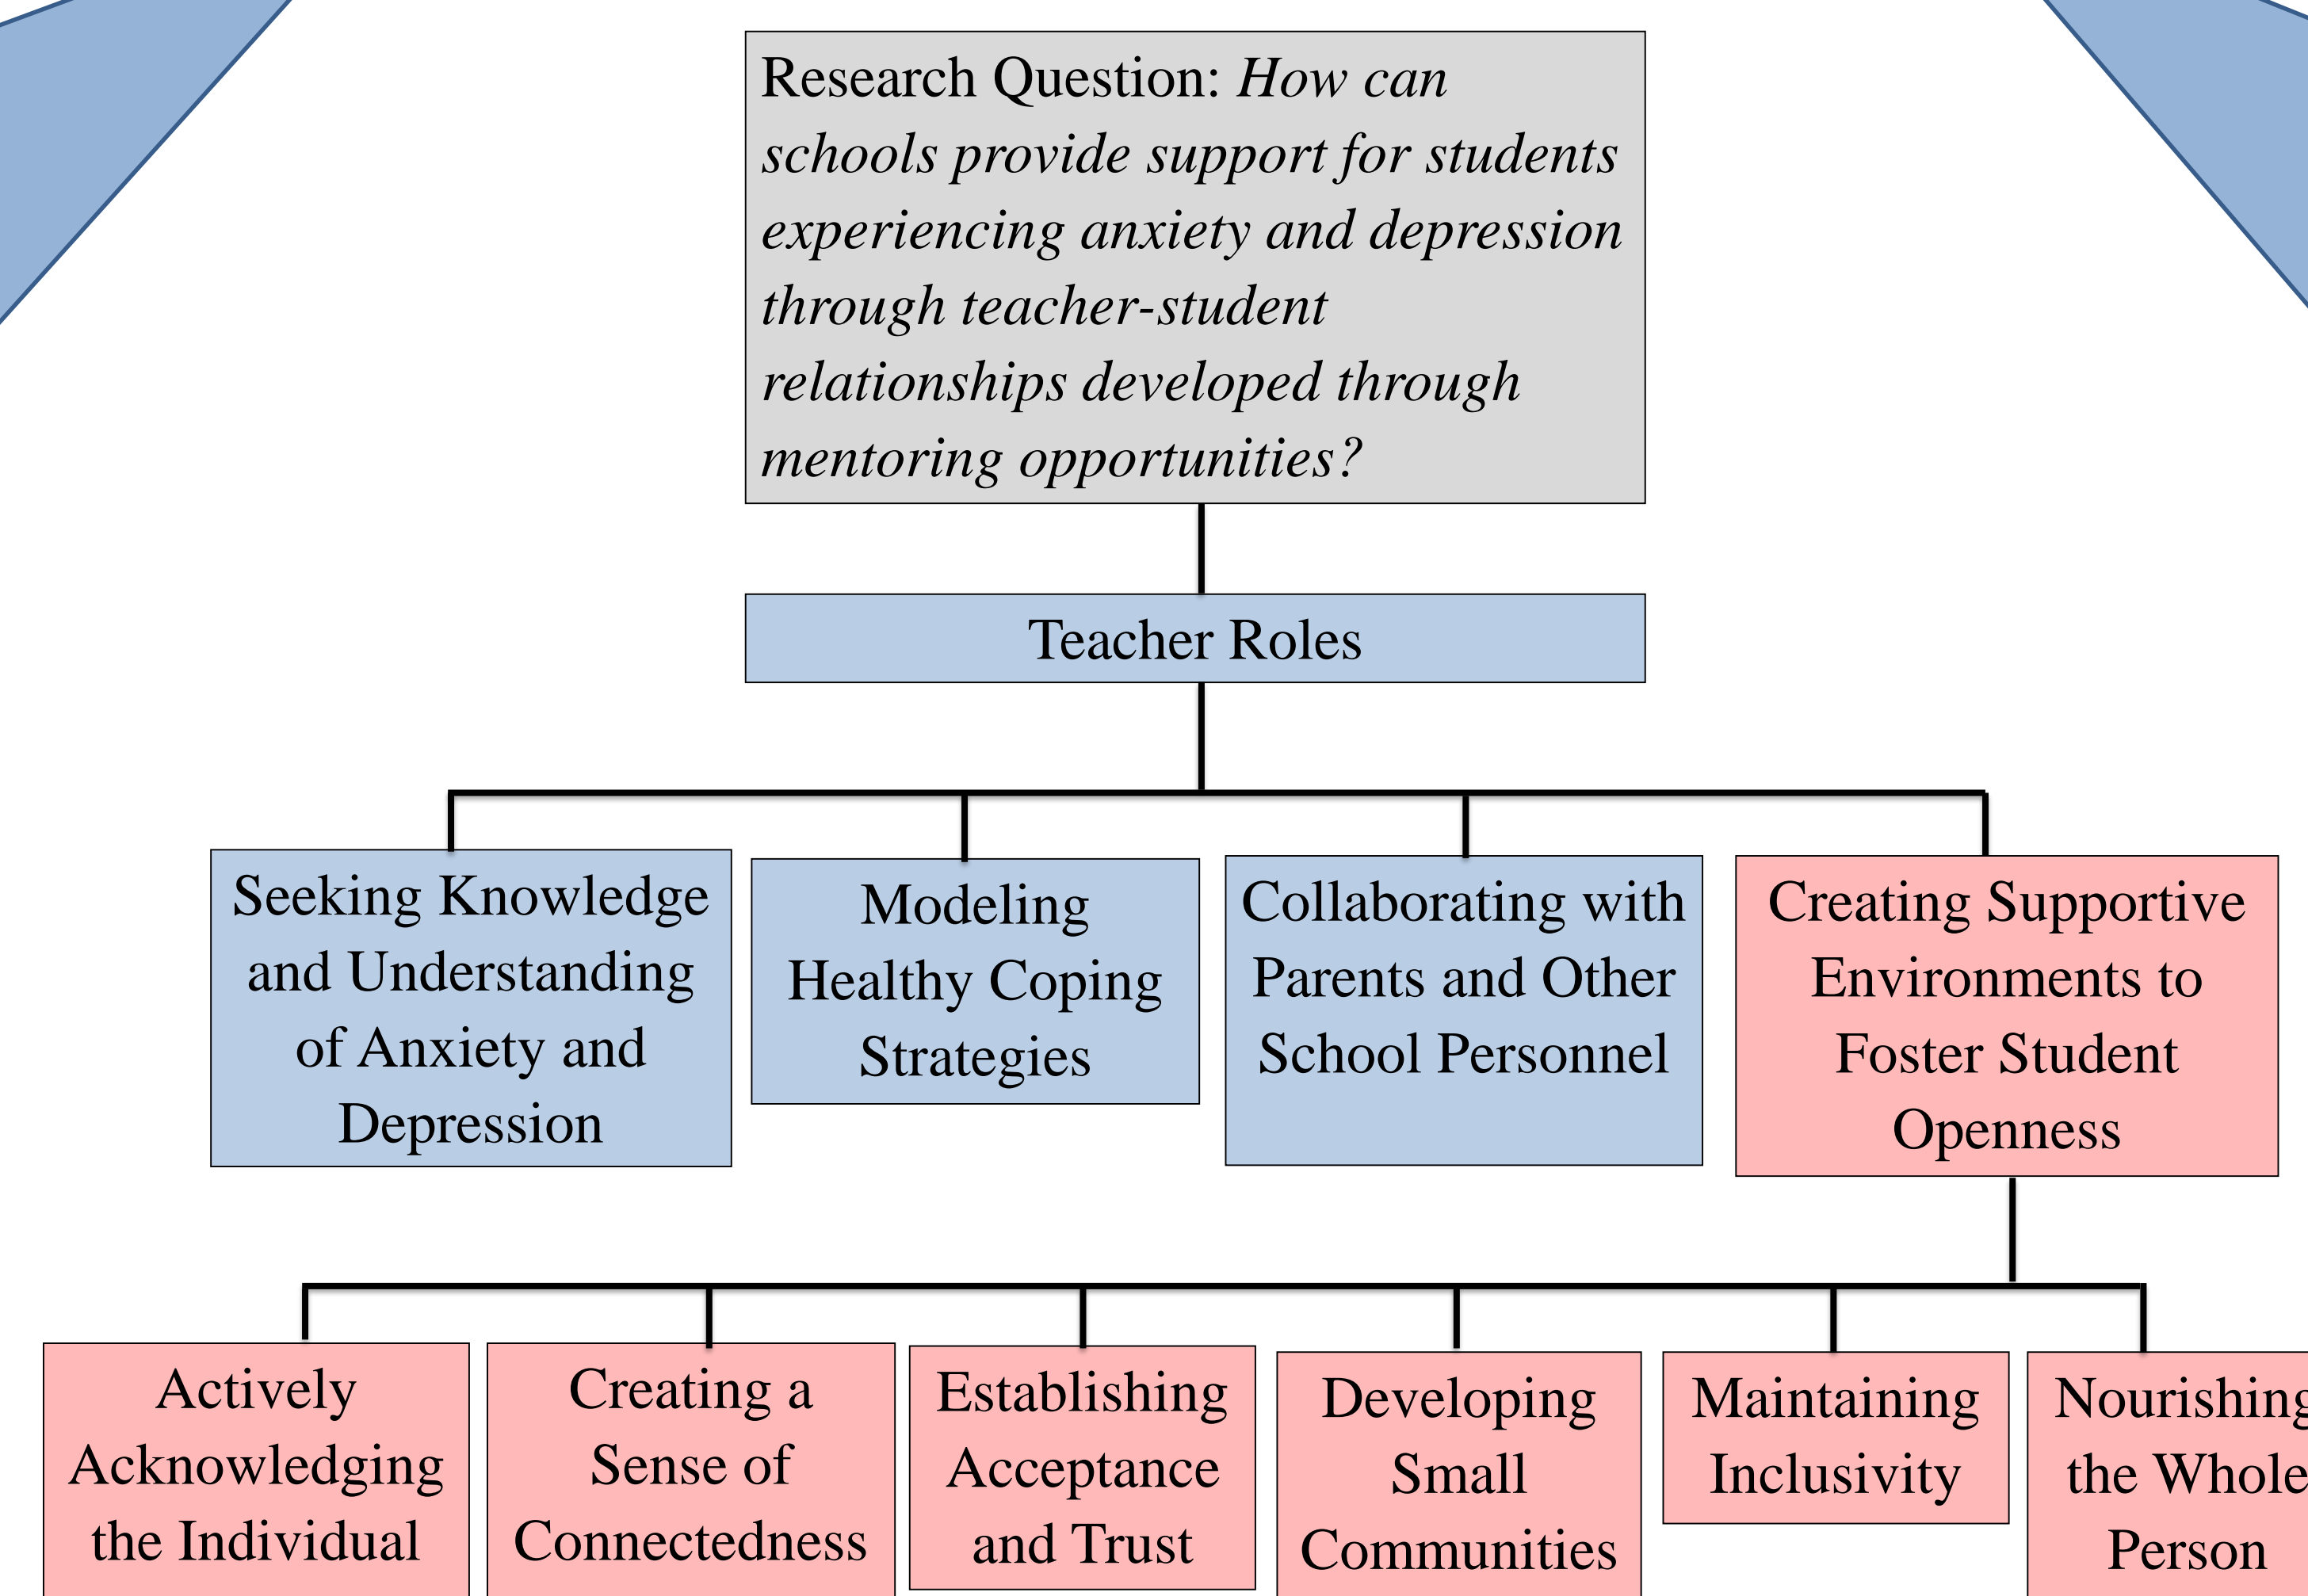 Research Question: How can
schools provide support for students
experiencing anxiety and depression
through teacher-student
relationships developed through
mentoring opportunities?
Teacher Roles
Seeking Knowledge
and Understanding
of Anxiety and
Depression
Modeling
Healthy Coping
Strategies
Collaborating with
Parents and Other
School Personnel
Creating Supportive
Environments to
Foster Student
Openness
Actively
Acknowledging
the Individual
Creating a
Sense of
Connectedness
Establishing
Acceptance
and Trust
Developing
Small
Communities
Maintaining
Inclusivity
Nourishing
the Whole
Person